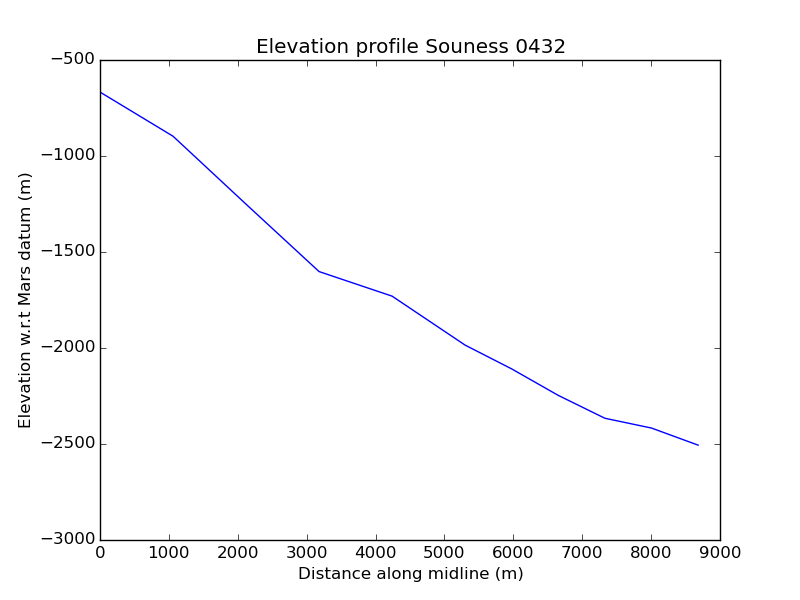 Elevation profile Souness 0432
−500
−1000
−1500
−2000
−2500
−3000
Elevation w.r.t Mars datum (m)
0 1000 2000 3000 4000 5000 6000 7000 8000 9000
Distance along midline (m)